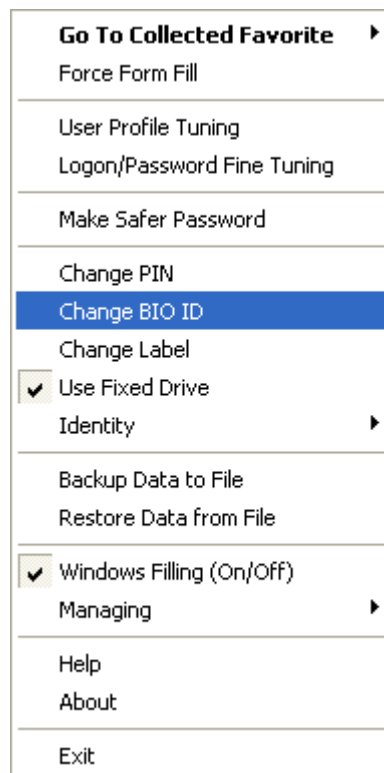 Go To Collected Favorite
Force Form Fill
User Profile Tuning
Logon/Password Fine Tuning
Make Safer Password
Change PIN
Change BIO ID
Change Label
Use Fixed Drive
Identity
Backup Data to File
Restore Data from File
Windows Filling (On/Off)
Managing
Help
About
Exit